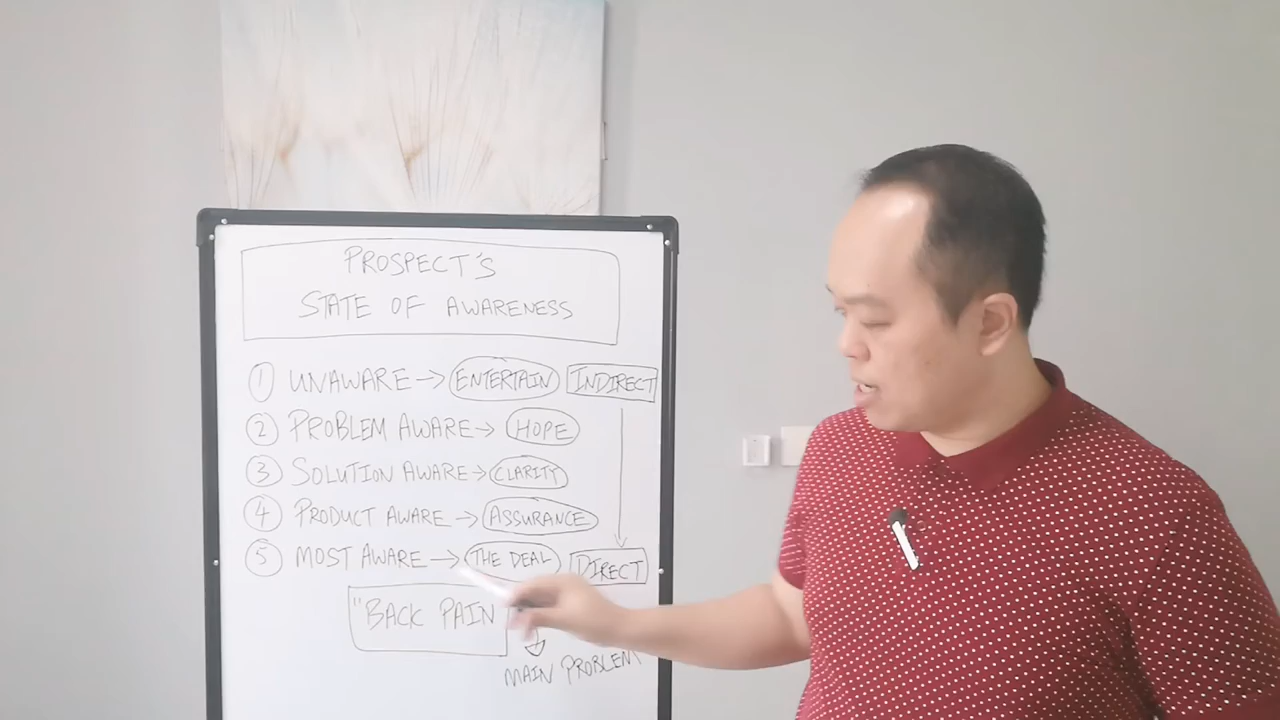 PROSPECT'S
STATE OF AWARENESS
1 UNAWARE → ENTERTAIN INDIRECT
2 PROBLEM AWARE → HOPE
3 SOLUTION AWARE → CLARITY
4 PRODUCT AWARE → ASSURANCE
5 MOST AWARE → THE DEAL DIRECT
"BACK PAIN
MAIN PROBLEM